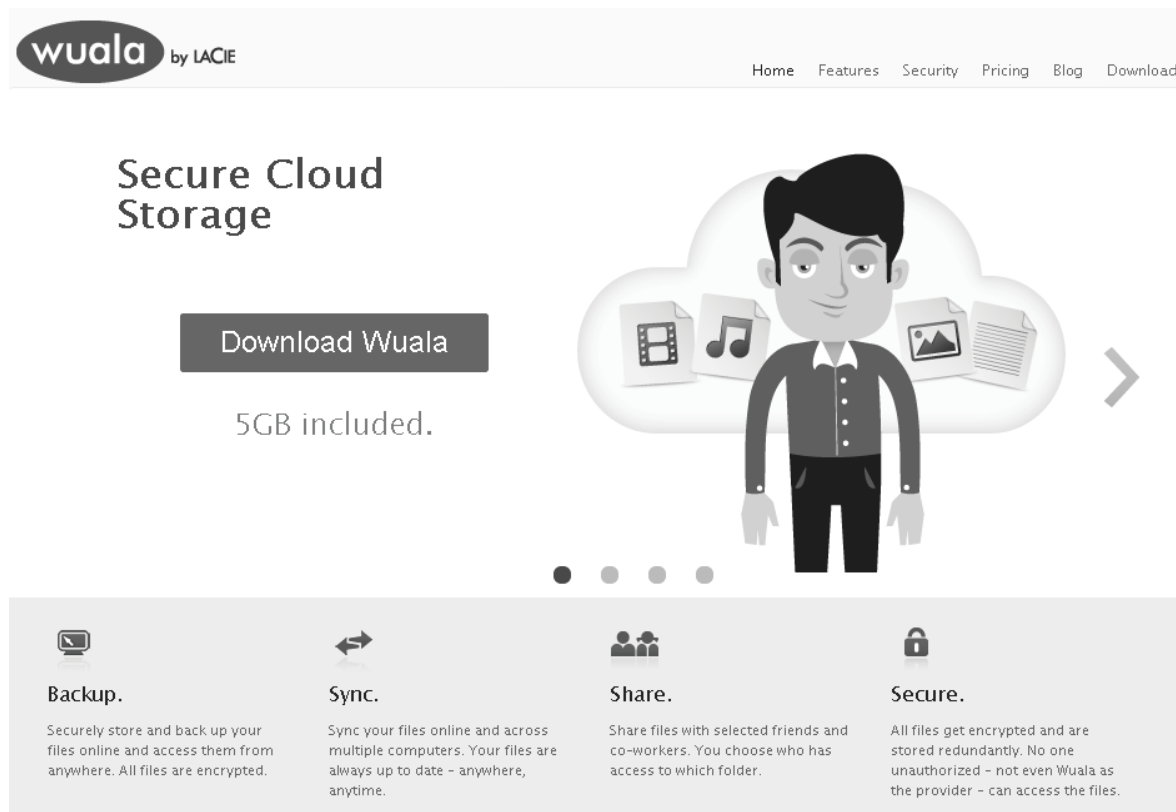 wuala by LACIE
Home Features Security Pricing Blog Download
Secure Cloud
Storage
Download Wuala
5GB included.
Backup.
Securely store and back up your
files online and access them from
anywhere. All files are encrypted.
Sync.
Sync your files online and across
multiple computers. Your files are
always up to date - anywhere,
anytime.
Share.
Share files with selected friends and
co-workers. You choose who has
access to which folder.
Secure.
All files get encrypted and are
stored redundantly. No one
unauthorized - not even Wuala as
the provider - can access the files.